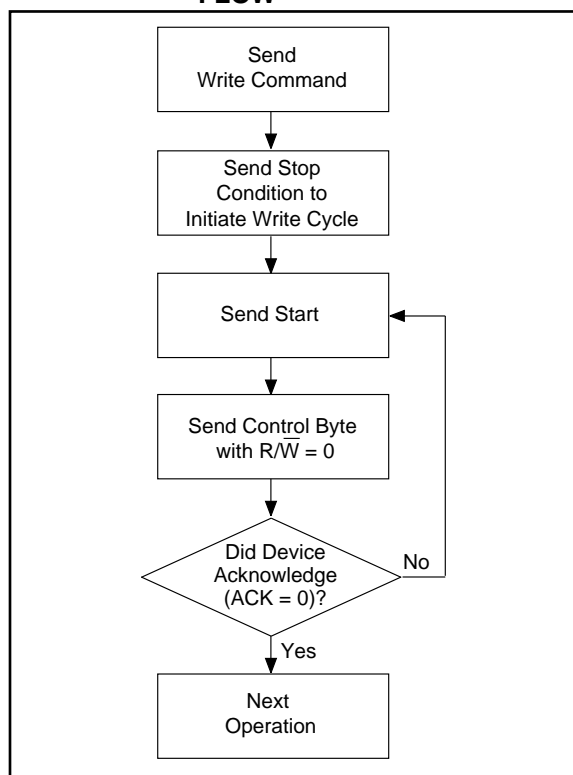 Send
Write Command
Send Stop
Condition to
Initiate Write Cycle
Send Start
Send Control Byte
with R/W̅ = 0
Did Device
Acknowledge
(ACK = 0)?
No
Yes
Next
Operation